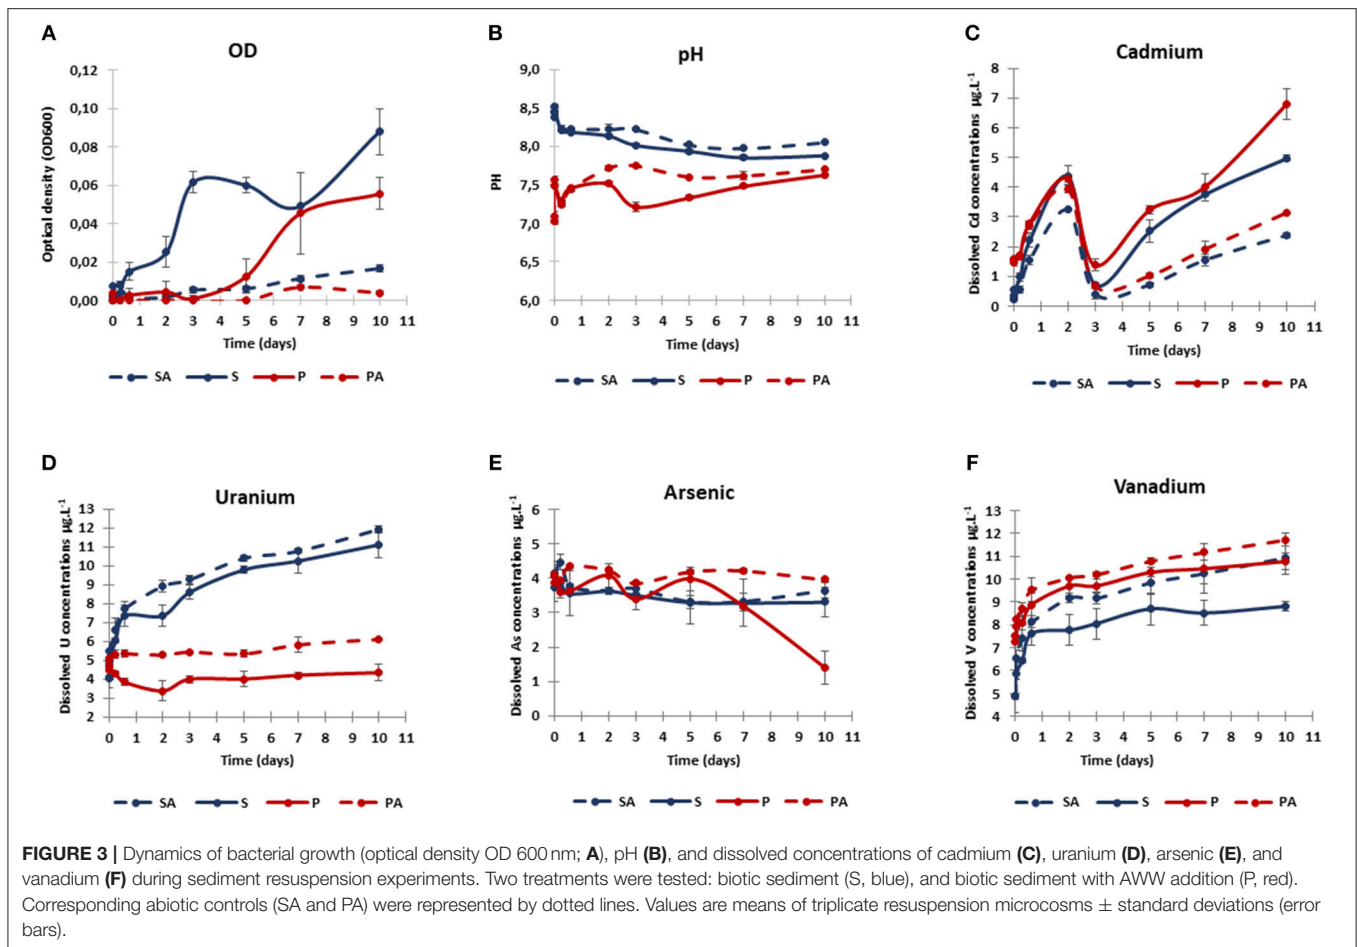 A
OD
Optical density (OD600)
0,12
0,10
0,08
0,06
0,04
0,02
0,00
0 1 2 3 4 5 6 7 8 9 10 11
Time (days)
SA S P PA
B
pH
PH
9,0
8,5
8,0
7,5
7,0
6,5
6,0
0 1 2 3 4 5 6 7 8 9 10 11
Time (days)
SA S P PA
C
Cadmium
Dissolved Cd concentrations µg.L-1
8
7
6
5
4
3
2
1
0
0 1 2 3 4 5 6 7 8 9 10 11
Time (days)
SA S P PA
D
Uranium
Dissolved U concentrations µg.L-1
13
12
11
10
9
8
7
6
5
4
3
2
0 1 2 3 4 5 6 7 8 9 10 11
Time (days)
SA S P PA
E
Arsenic
Dissolved As concentrations µg.L-1
6
5
4
3
2
1
0
0 1 2 3 4 5 6 7 8 9 10 11
Time (days)
SA S P PA
F
Vanadium
Dissolved V concentrations µg.L-1
13
12
11
10
9
8
7
6
5
4
0 1 2 3 4 5 6 7 8 9 10 11
Time (days)
SA S P PA
FIGURE 3 | Dynamics of bacterial growth (optical density OD 600 nm; A), pH (B), and dissolved concentrations of cadmium (C), uranium (D), arsenic (E), and
vanadium (F) during sediment resuspension experiments. Two treatments were tested: biotic sediment (S, blue), and biotic sediment with AWW addition (P, red).
Corresponding abiotic controls (SA and PA) were represented by dotted lines. Values are means of triplicate resuspension microcosms ± standard deviations (error
bars).